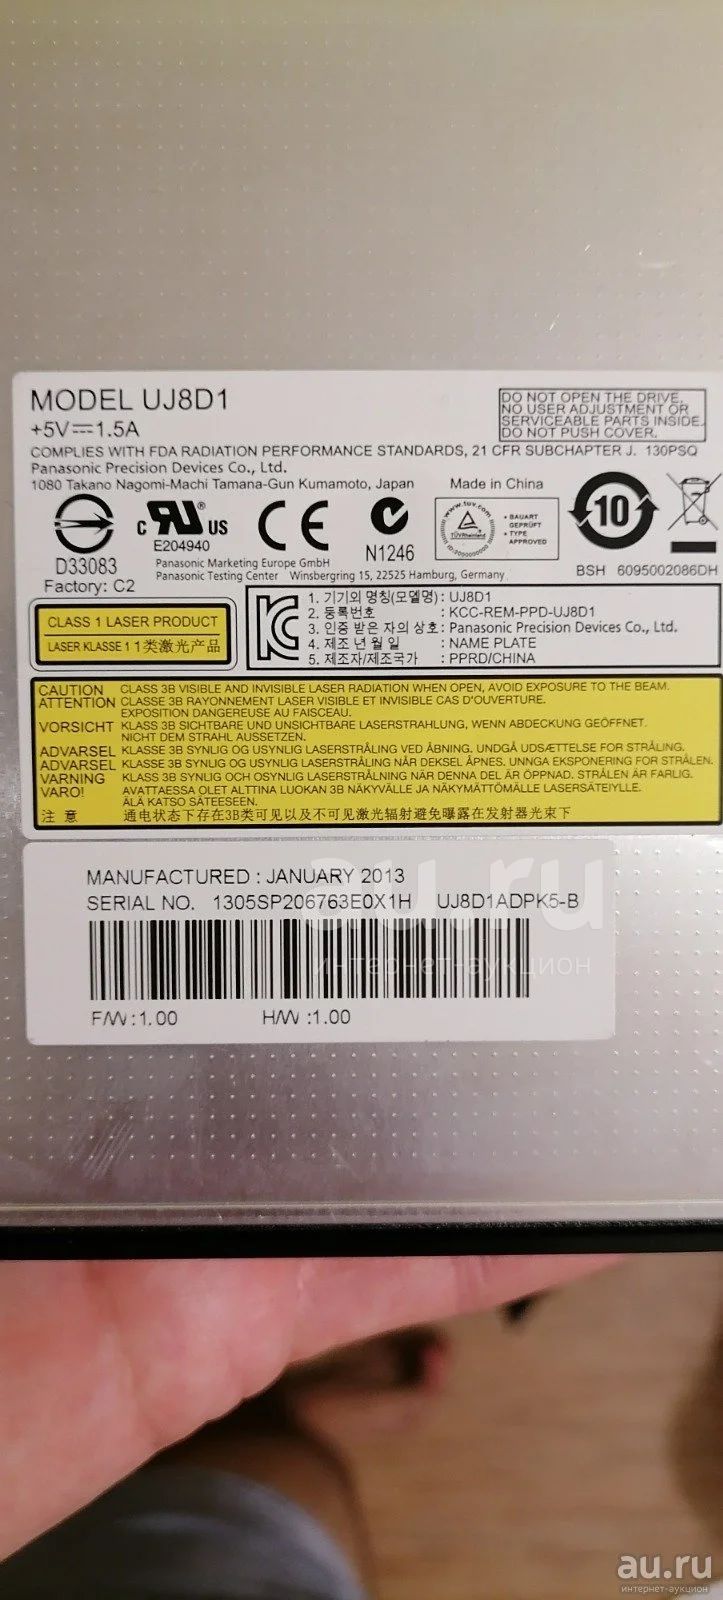 MODEL UJ8D1
+5V⎓1.5A
DO NOT OPEN THE DRIVE.
NO USER ADJUSTMENT OR
SERVICEABLE PARTS INSIDE.
DO NOT PUSH COVER.
COMPLIES WITH FDA RADIATION PERFORMANCE STANDARDS, 21 CFR SUBCHAPTER J. 130PSQ
Panasonic Precision Devices Co., Ltd.
1080 Takano Nagomi-Machi Tamana-Gun Kumamoto, Japan Made in China
D33083
Factory: C2
c RU® US
E204940
CE
N1246
www.tuv.com
TÜVRheinland
• BAUART
GEPRÜFT
• TYPE
APPROVED
10
Panasonic Marketing Europe GmbH
Panasonic Testing Center Winsbergring 15, 22525 Hamburg, Germany
BSH 6095002086DH
CLASS 1 LASER PRODUCT
LASER KLASSE 1 1类激光产品
1. 기기의 명칭(모델명) : UJ8D1
2. 등록번호 : KCC-REM-PPD-UJ8D1
3. 인증 받은 자의 상호 : Panasonic Precision Devices Co., Ltd.
4. 제조 년 월 일 : NAME PLATE
5. 제조자/제조국가 : PPRD/CHINA
CAUTION CLASS 3B VISIBLE AND INVISIBLE LASER RADIATION WHEN OPEN, AVOID EXPOSURE TO THE BEAM.
ATTENTION CLASSE 3B RAYONNEMENT LASER VISIBLE ET INVISIBLE CAS D'OUVERTURE.
EXPOSITION DANGEREUSE AU FAISCEAU.
VORSICHT KLASSE 3B SICHTBARE UND UNSICHTBARE LASERSTRAHLUNG, WENN ABDECKUNG GEÖFFNET.
NICHT DEM STRAHL AUSSETZEN.
ADVARSEL KLASSE 3B SYNLIG OG USYNLIG LASERSTRÅLING VED ÅBNING. UNDGÅ UDSÆTTELSE FOR STRÅLING.
ADVARSEL KLASSE 3B SYNLIG OG USYNLIG LASERSTRÅLING NÅR DEKSEL ÅPNES. UNNGA EKSPONERING FOR STRÅLEN.
VARNING KLASS 3B SYNLIG OCH OSYNLIG LASERSTRÅLNING NÄR DENNA DEL ÄR ÖPPNAD. STRÅLEN ÄR FARLIG.
VARO! AVATTAESSA OLET ALTTINA LUOKAN 3B NÄKYVÄLLE JA NÄKYMÄTTÖMÄLLE LASERSÄTEILYLLE.
ÄLÄ KATSO SÄTEESEEN.
注 意 通电状态下存在3B类可见以及不可见激光辐射避免曝露在发射器光束下
MANUFACTURED : JANUARY 2013
SERIAL NO. 1305SP206763E0X1H UJ8D1ADPK5-B
F/W :1.00 H/W :1.00
au.ru
интернет-аукцион
au.ru
интернет-аукцион